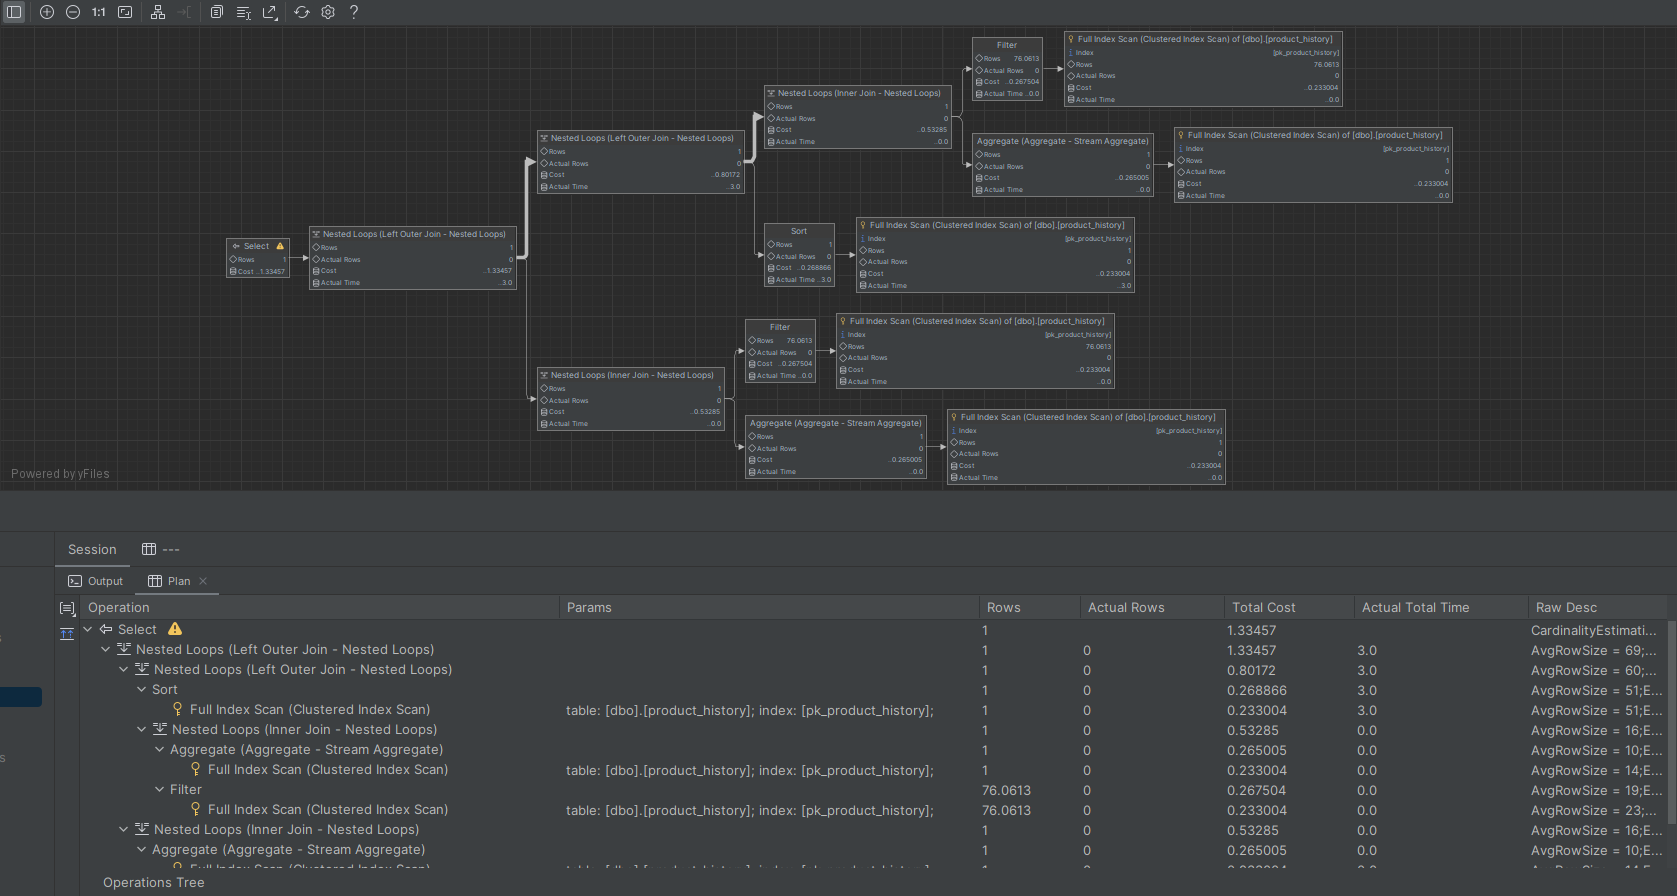 1:1
Filter
Rows 76.0613
Actual Rows 0
Cost ..0.267504
Actual Time ..0.0
Full Index Scan (Clustered Index Scan) of [dbo].[product_history]
Index [pk_product_history]
Rows 76.0613
Actual Rows 0
Cost ..0.233004
Actual Time ..0.0
Nested Loops (Inner Join - Nested Loops)
Rows 1
Actual Rows 0
Cost ..0.53285
Actual Time ..0.0
Nested Loops (Left Outer Join - Nested Loops)
Rows 1
Actual Rows 0
Cost ..0.80172
Actual Time ..3.0
Aggregate (Aggregate - Stream Aggregate)
Rows 1
Actual Rows 0
Cost ..0.265005
Actual Time ..0.0
Full Index Scan (Clustered Index Scan) of [dbo].[product_history]
Index [pk_product_history]
Rows 1
Actual Rows 0
Cost ..0.233004
Actual Time ..0.0
Select
Rows 1
Cost ..1.33457
Nested Loops (Left Outer Join - Nested Loops)
Rows 1
Actual Rows 0
Cost ..1.33457
Actual Time ..3.0
Sort
Rows 1
Actual Rows 0
Cost ..0.268866
Actual Time ..3.0
Full Index Scan (Clustered Index Scan) of [dbo].[product_history]
Index [pk_product_history]
Rows 1
Actual Rows 0
Cost ..0.233004
Actual Time ..3.0
Filter
Rows 76.0613
Actual Rows 0
Cost ..0.267504
Actual Time ..0.0
Full Index Scan (Clustered Index Scan) of [dbo].[product_history]
Index [pk_product_history]
Rows 76.0613
Actual Rows 0
Cost ..0.233004
Actual Time ..0.0
Nested Loops (Inner Join - Nested Loops)
Rows 1
Actual Rows 0
Cost ..0.53285
Actual Time ..0.0
Aggregate (Aggregate - Stream Aggregate)
Rows 1
Actual Rows 0
Cost ..0.265005
Actual Time ..0.0
Full Index Scan (Clustered Index Scan) of [dbo].[product_history]
Index [pk_product_history]
Rows 1
Actual Rows 0
Cost ..0.233004
Actual Time ..0.0
Powered by yFiles
Session ---
Output Plan
Operation Params Rows Actual Rows Total Cost Actual Total Time Raw Desc
Select 1 1.33457 CardinalityEstimati...
Nested Loops (Left Outer Join - Nested Loops) 1 0 1.33457 3.0 AvgRowSize = 69;...
Nested Loops (Left Outer Join - Nested Loops) 1 0 0.80172 3.0 AvgRowSize = 60;...
Sort 1 0 0.268866 3.0 AvgRowSize = 51;E...
Full Index Scan (Clustered Index Scan) table: [dbo].[product_history]; index: [pk_product_history]; 1 0 0.233004 3.0 AvgRowSize = 51;E...
Nested Loops (Inner Join - Nested Loops) 1 0 0.53285 0.0 AvgRowSize = 16;E...
Aggregate (Aggregate - Stream Aggregate) 1 0 0.265005 0.0 AvgRowSize = 10;E...
Full Index Scan (Clustered Index Scan) table: [dbo].[product_history]; index: [pk_product_history]; 1 0 0.233004 0.0 AvgRowSize = 14;E...
Filter 76.0613 0 0.267504 0.0 AvgRowSize = 19;E...
Full Index Scan (Clustered Index Scan) table: [dbo].[product_history]; index: [pk_product_history]; 76.0613 0 0.233004 0.0 AvgRowSize = 23;...
Nested Loops (Inner Join - Nested Loops) 1 0 0.53285 0.0 AvgRowSize = 16;E...
Aggregate (Aggregate - Stream Aggregate) 1 0 0.265005 0.0 AvgRowSize = 10;E...
Operations Tree